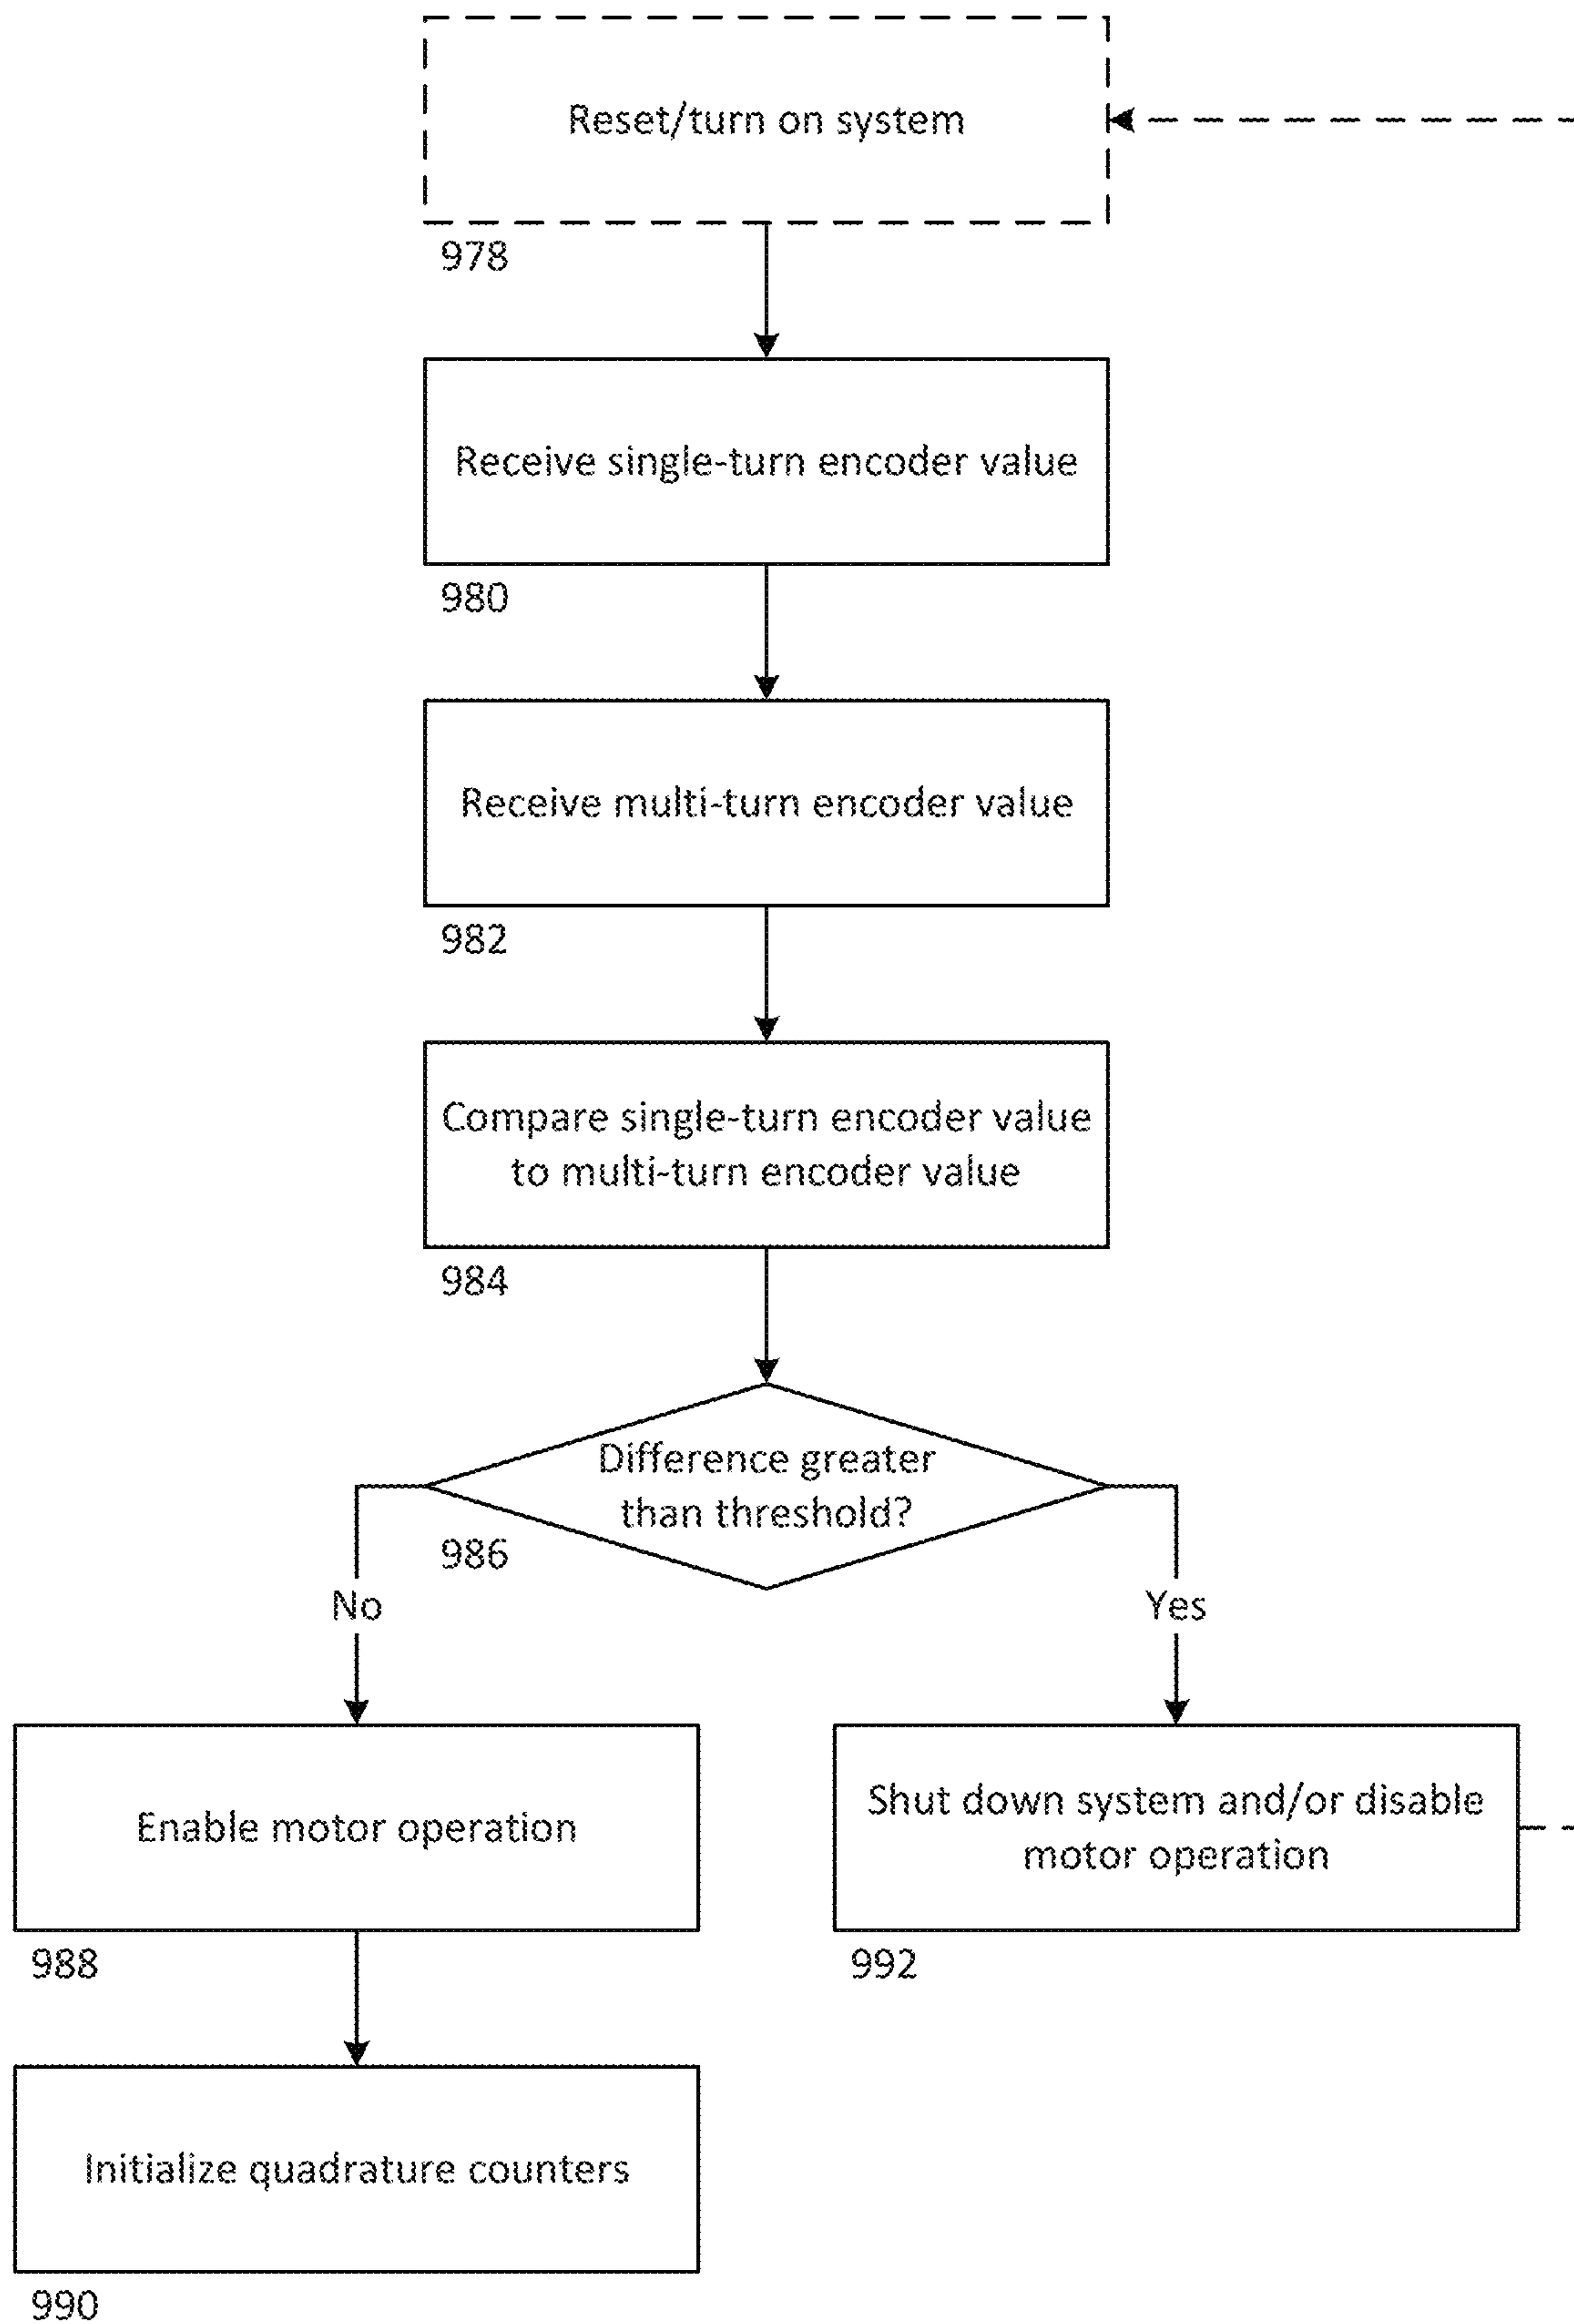 Reset/turn on system
978
Receive single-turn encoder value
980
Receive multi-turn encoder value
982
Compare single-turn encoder value
to multi-turn encoder value
984
Difference greater
than threshold?
986
No
Yes
Enable motor operation
988
Shut down system and/or disable
motor operation
992
Initialize quadrature counters
990